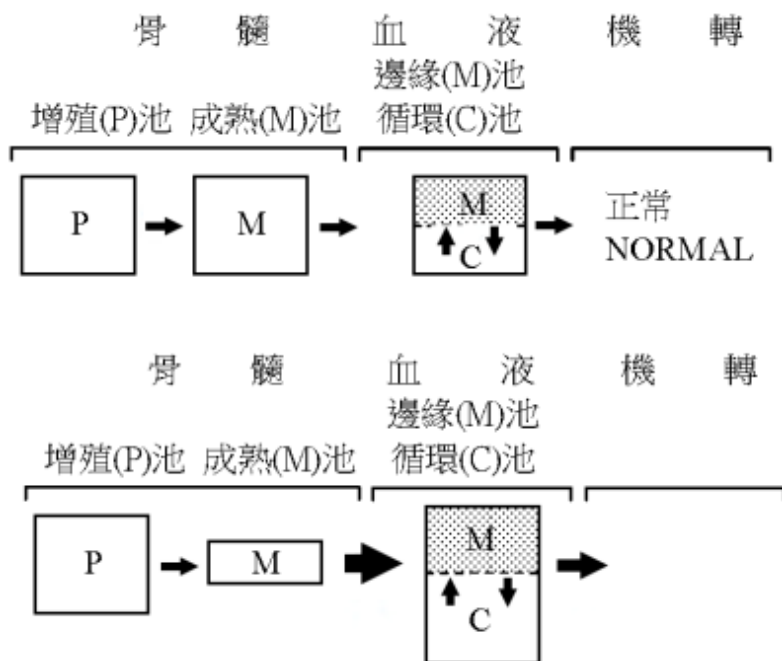 骨 髓 血 液 機 轉
邊緣(M)池
增殖(P)池 成熟(M)池 循環(C)池
P M M C 正常
NORMAL
骨 髓 血 液 機 轉
邊緣(M)池
增殖(P)池 成熟(M)池 循環(C)池
P M M C